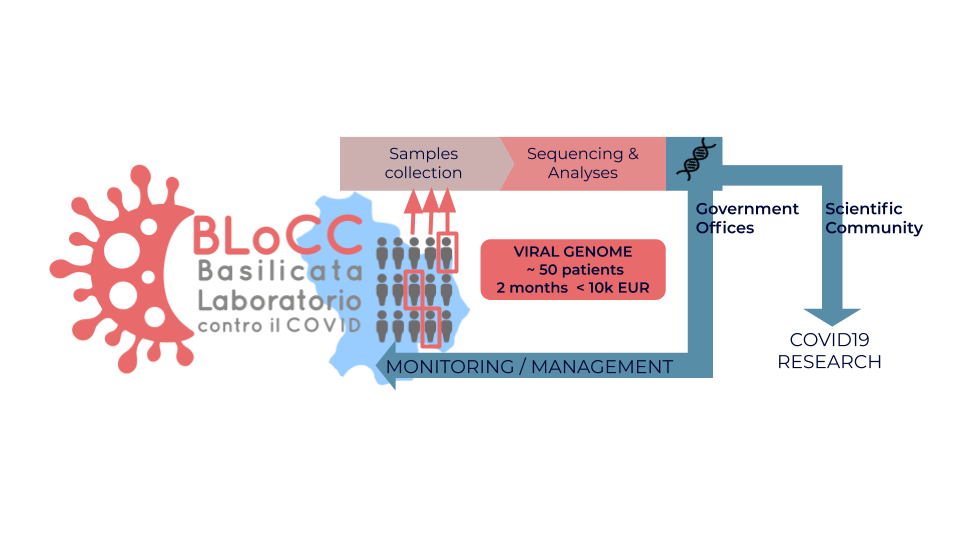 Samples
collection
Sequencing &
Analyses
Government
Offices
Scientific
Community
BLoCC
Basilicata
Laboratorio
contro il COVID
VIRAL GENOME
~ 50 patients
2 months < 10k EUR
COVID19
RESEARCH
MONITORING / MANAGEMENT